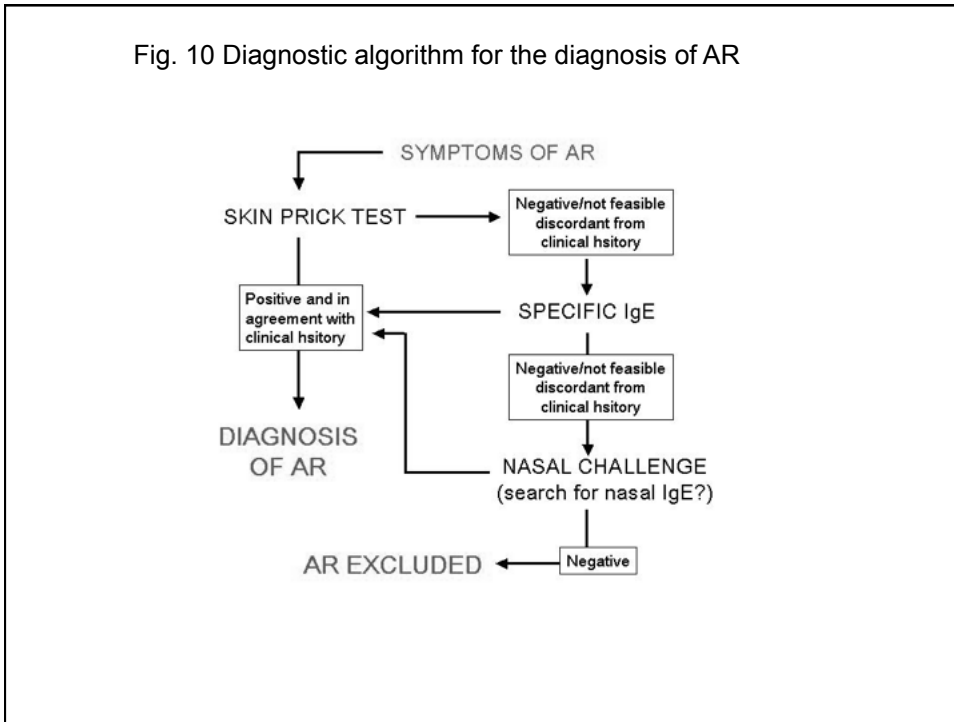 Fig. 10 Diagnostic algorithm for the diagnosis of AR
SYMPTOMS OF AR
SKIN PRICK TEST
Negative/not feasible
discordant from
clinical hsitory
Positive and in
agreement with
clinical hsitory
SPECIFIC IgE
Negative/not feasible
discordant from
clinical hsitory
DIAGNOSIS
OF AR
NASAL CHALLENGE
(search for nasal IgE?)
AR EXCLUDED
Negative